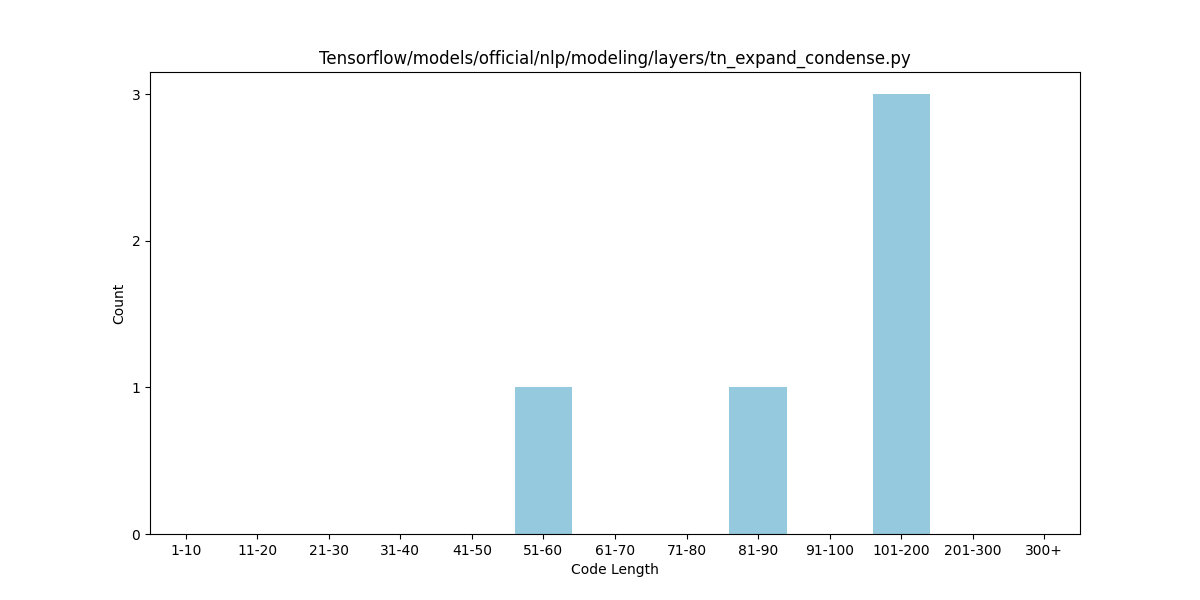 Tensorflow/models/official/nlp/modeling/layers/tn_expand_condense.py
3
2
1
0
Count
1-10 11-20 21-30 31-40 41-50 51-60 61-70 71-80 81-90 91-100 101-200 201-300 300+
Code Length